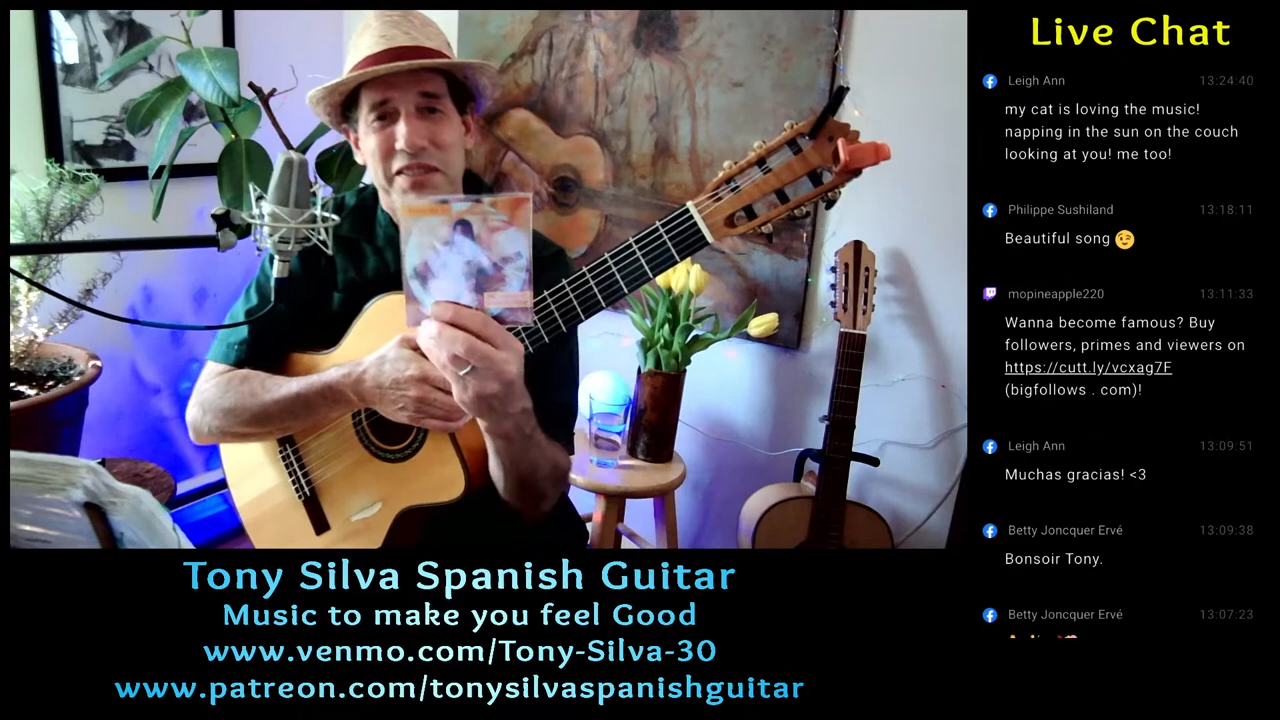 Live Chat
Leigh Ann 13:24:40
my cat is loving the music!
napping in the sun on the couch
looking at you! me too!
Philippe Sushiland 13:18:11
Beautiful song 😉
mopineapple220 13:11:33
Wanna become famous? Buy
followers, primes and viewers on
https://cutt.ly/vcxag7F
(bigfollows . com)!
Leigh Ann 13:09:51
Muchas gracias! <3
Betty Joncquer Ervé 13:09:38
Bonsoir Tony.
Betty Joncquer Ervé 13:07:23
Tony Silva Spanish Guitar
Music to make you feel Good
www.venmo.com/Tony-Silva-30
www.patreon.com/tonysilvaspanishguitar